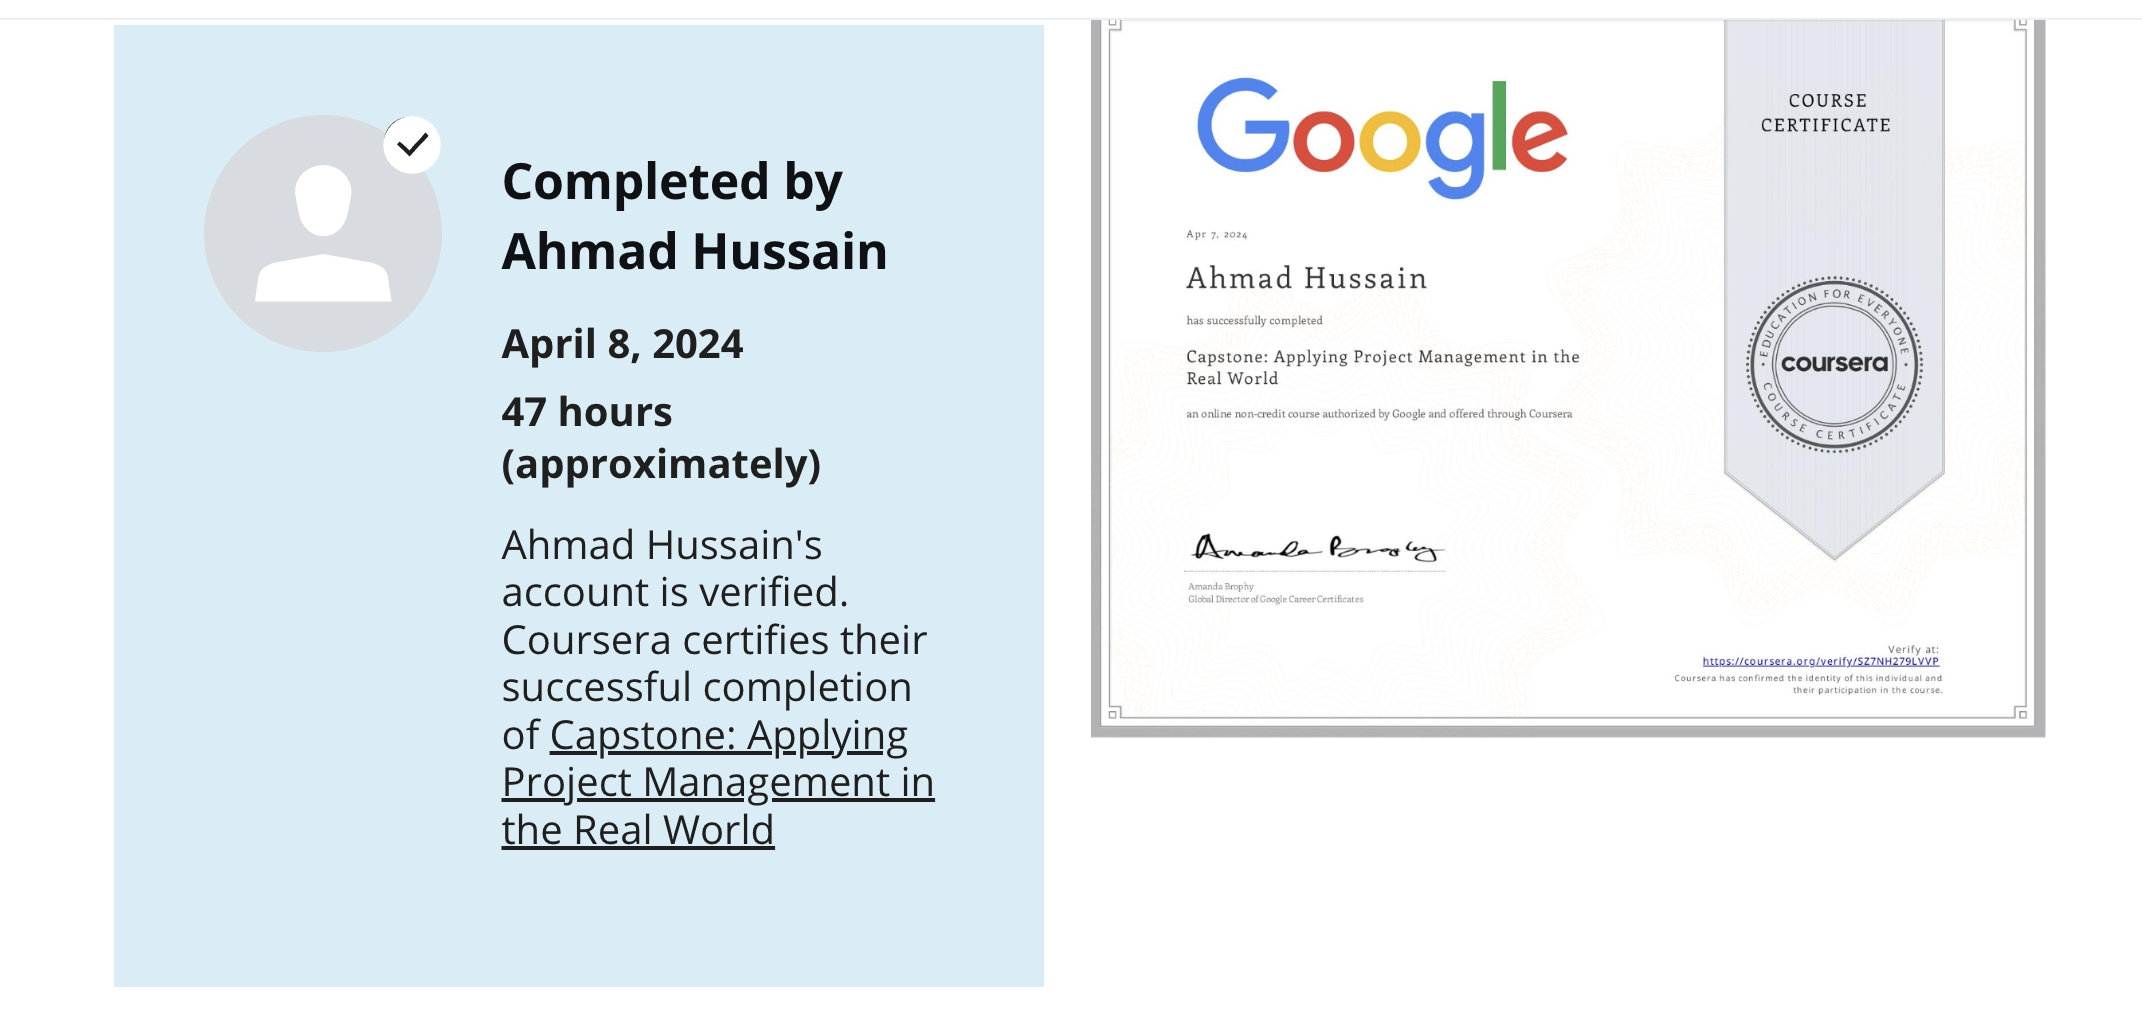 Completed by
Ahmad Hussain
April 8, 2024
47 hours
(approximately)
Ahmad Hussain's
account is verified.
Coursera certifies their
successful completion
of Capstone: Applying
Project Management in
the Real World
Google
Apr 7, 2024
Ahmad Hussain
has successfully completed
Capstone: Applying Project Management in the
Real World
an online non-credit course authorized by Google and offered through Coursera
Amanda Brophy
Amanda Brophy
Global Director of Google Career Certificates
COURSE
CERTIFICATE
EDUCATION FOR EVERYONE
coursera
COURSE CERTIFICATE
Verify at:
https://coursera.org/verify/SZ7NH279LVVP
Coursera has confirmed the identity of this individual and
their participation in the course.